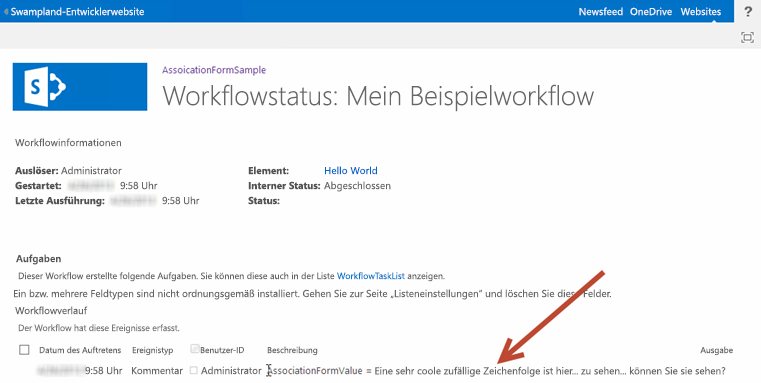 Swampland-Entwicklerwebsite Newsfeed OneDrive Websites ?
AssoicationFormSample
S
Workflowstatus: Mein Beispielworkflow
Workflowinformationen
Auslöser: Administrator Element: Hello World
Gestartet: 9:58 Uhr Interner Status: Abgeschlossen
Letzte Ausführung: 9:58 Uhr Status:
Aufgaben
Dieser Workflow erstellte folgende Aufgaben. Sie können diese auch in der Liste WorkflowTaskList anzeigen.
Ein bzw. mehrere Feldtypen sind nicht ordnungsgemäß installiert. Gehen Sie zur Seite „Listeneinstellungen" und löschen Sie diese Felder.
Workflowverlauf
Der Workflow hat diese Ereignisse erfasst.
Datum des Auftretens Ereignistyp Benutzer-ID Beschreibung Ausgabe
9:58 Uhr Kommentar Administrator AssociationFormValue = Eine sehr coole zufällige Zeichenfolge ist hier... zu sehen... können Sie sie sehen?